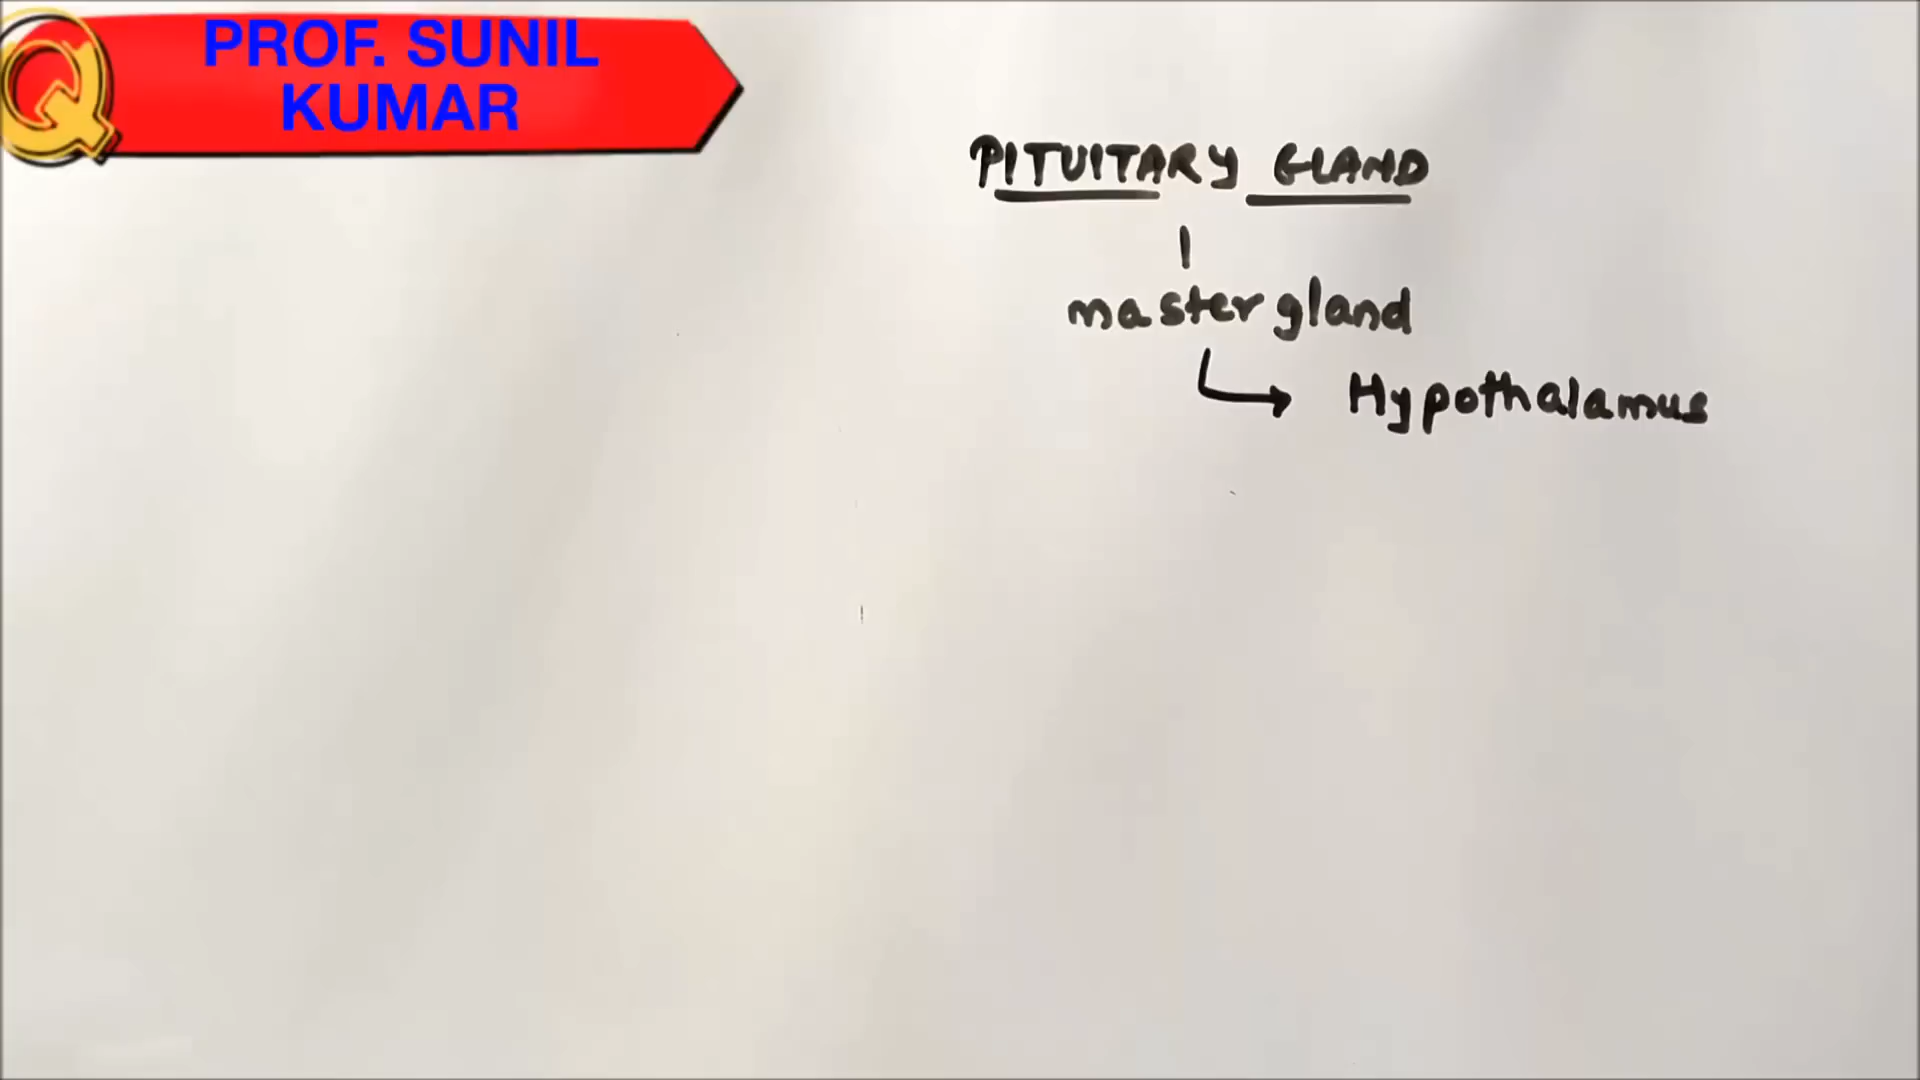 PROF. SUNIL
KUMAR
PITUITARY GLAND
master gland
Hypothalamus